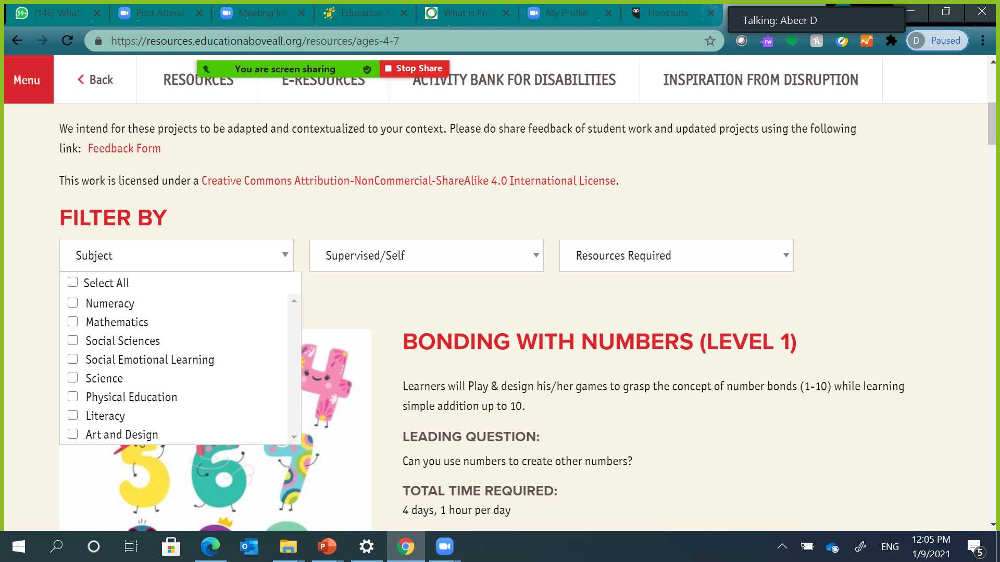 (146) Whats
Post Attend
Meeting Inf
Education A
What is Proj
My Profile
Hootsuite
Talking: Abeer D
https://resources.educationaboveall.org/resources/ages-4-7
rw
D Paused
Menu
Back
RESOURCES
E-RESOURCES
ACTIVITY BANK FOR DISABILITIES
INSPIRATION FROM DISRUPTION
You are screen sharing
Stop Share
We intend for these projects to be adapted and contextualized to your context. Please do share feedback of student work and updated projects using the following
link: Feedback Form
This work is licensed under a Creative Commons Attribution-NonCommercial-ShareAlike 4.0 International License.
FILTER BY
Subject
Supervised/Self
Resources Required
Select All
Numeracy
Mathematics
Social Sciences
Social Emotional Learning
Science
Physical Education
Literacy
Art and Design
4
5 6 7
BONDING WITH NUMBERS (LEVEL 1)
Learners will Play & design his/her games to grasp the concept of number bonds (1-10) while learning
simple addition up to 10.
LEADING QUESTION:
Can you use numbers to create other numbers?
TOTAL TIME REQUIRED:
4 days, 1 hour per day
ENG
12:05 PM
1/9/2021
5